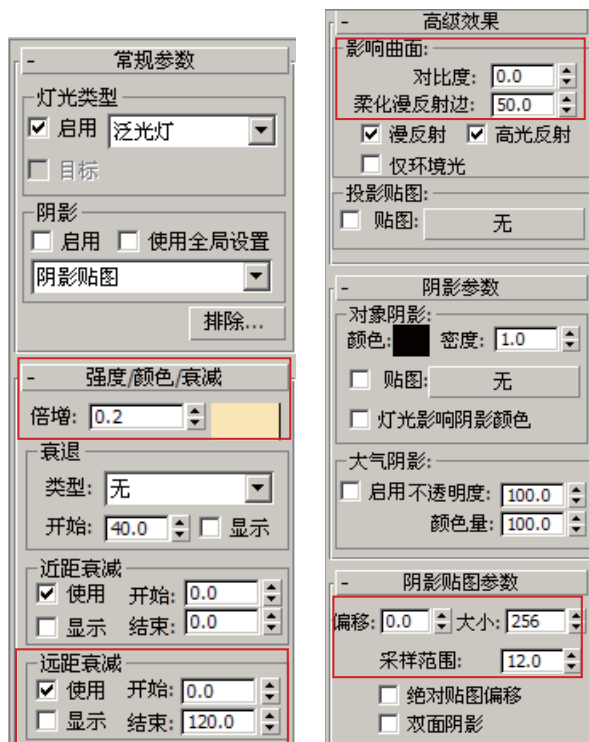 - 常规参数
灯光类型
启用 泛光灯
目标
阴影
启用 使用全局设置
阴影贴图
排除...
- 强度/颜色/衰减
倍增: 0.2
衰退
类型: 无
开始: 40.0 显示
近距衰减
使用 开始: 0.0
显示 结束: 0.0
远距衰减
使用 开始: 0.0
显示 结束: 120.0
- 高级效果
影响曲面:
对比度: 0.0
柔化漫反射边: 50.0
漫反射 高光反射
仅环境光
投影贴图:
贴图: 无
- 阴影参数
对象阴影:
颜色: 密度: 1.0
贴图: 无
灯光影响阴影颜色
大气阴影:
启用不透明度: 100.0
颜色量: 100.0
- 阴影贴图参数
偏移: 0.0 大小: 256
采样范围: 12.0
绝对贴图偏移
双面阴影